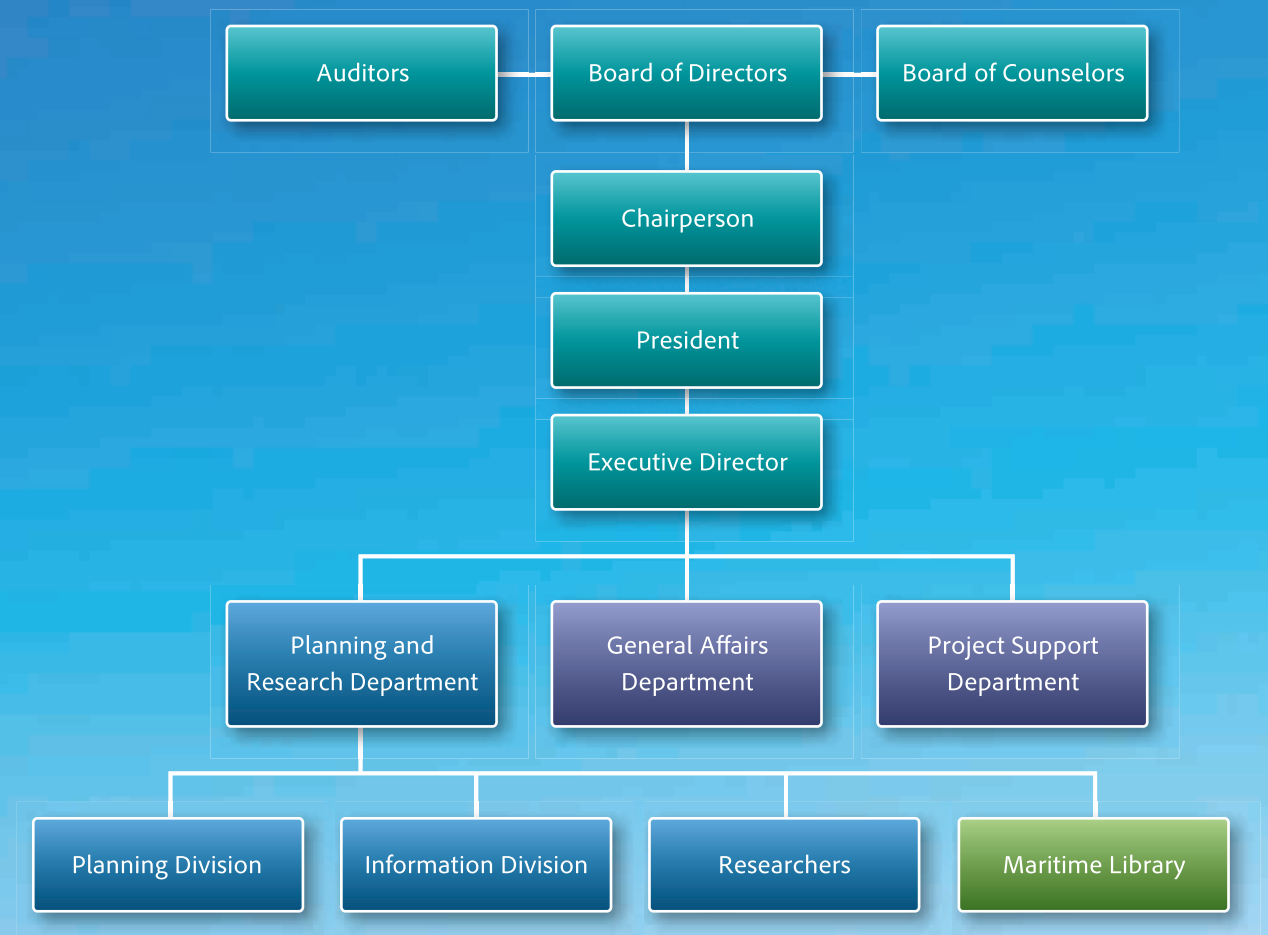 Auditors
Board of Directors
Board of Counselors
Chairperson
President
Executive Director
Planning and
Research Department
General Affairs
Department
Project Support
Department
Planning Division
Information Division
Researchers
Maritime Library